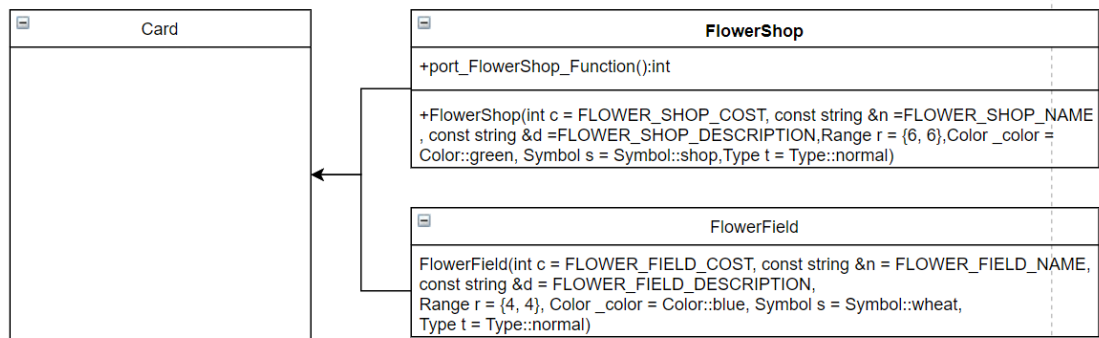 Card
FlowerShop
+port_FlowerShop_Function():int
+FlowerShop(int c = FLOWER_SHOP_COST, const string &n =FLOWER_SHOP_NAME
, const string &d =FLOWER_SHOP_DESCRIPTION,Range r = {6, 6},Color _color =
Color::green, Symbol s = Symbol::shop,Type t = Type::normal)
FlowerField
FlowerField(int c = FLOWER_FIELD_COST, const string &n = FLOWER_FIELD_NAME,
const string &d = FLOWER_FIELD_DESCRIPTION,
Range r = {4, 4}, Color _color = Color::blue, Symbol s = Symbol::wheat,
Type t = Type::normal)